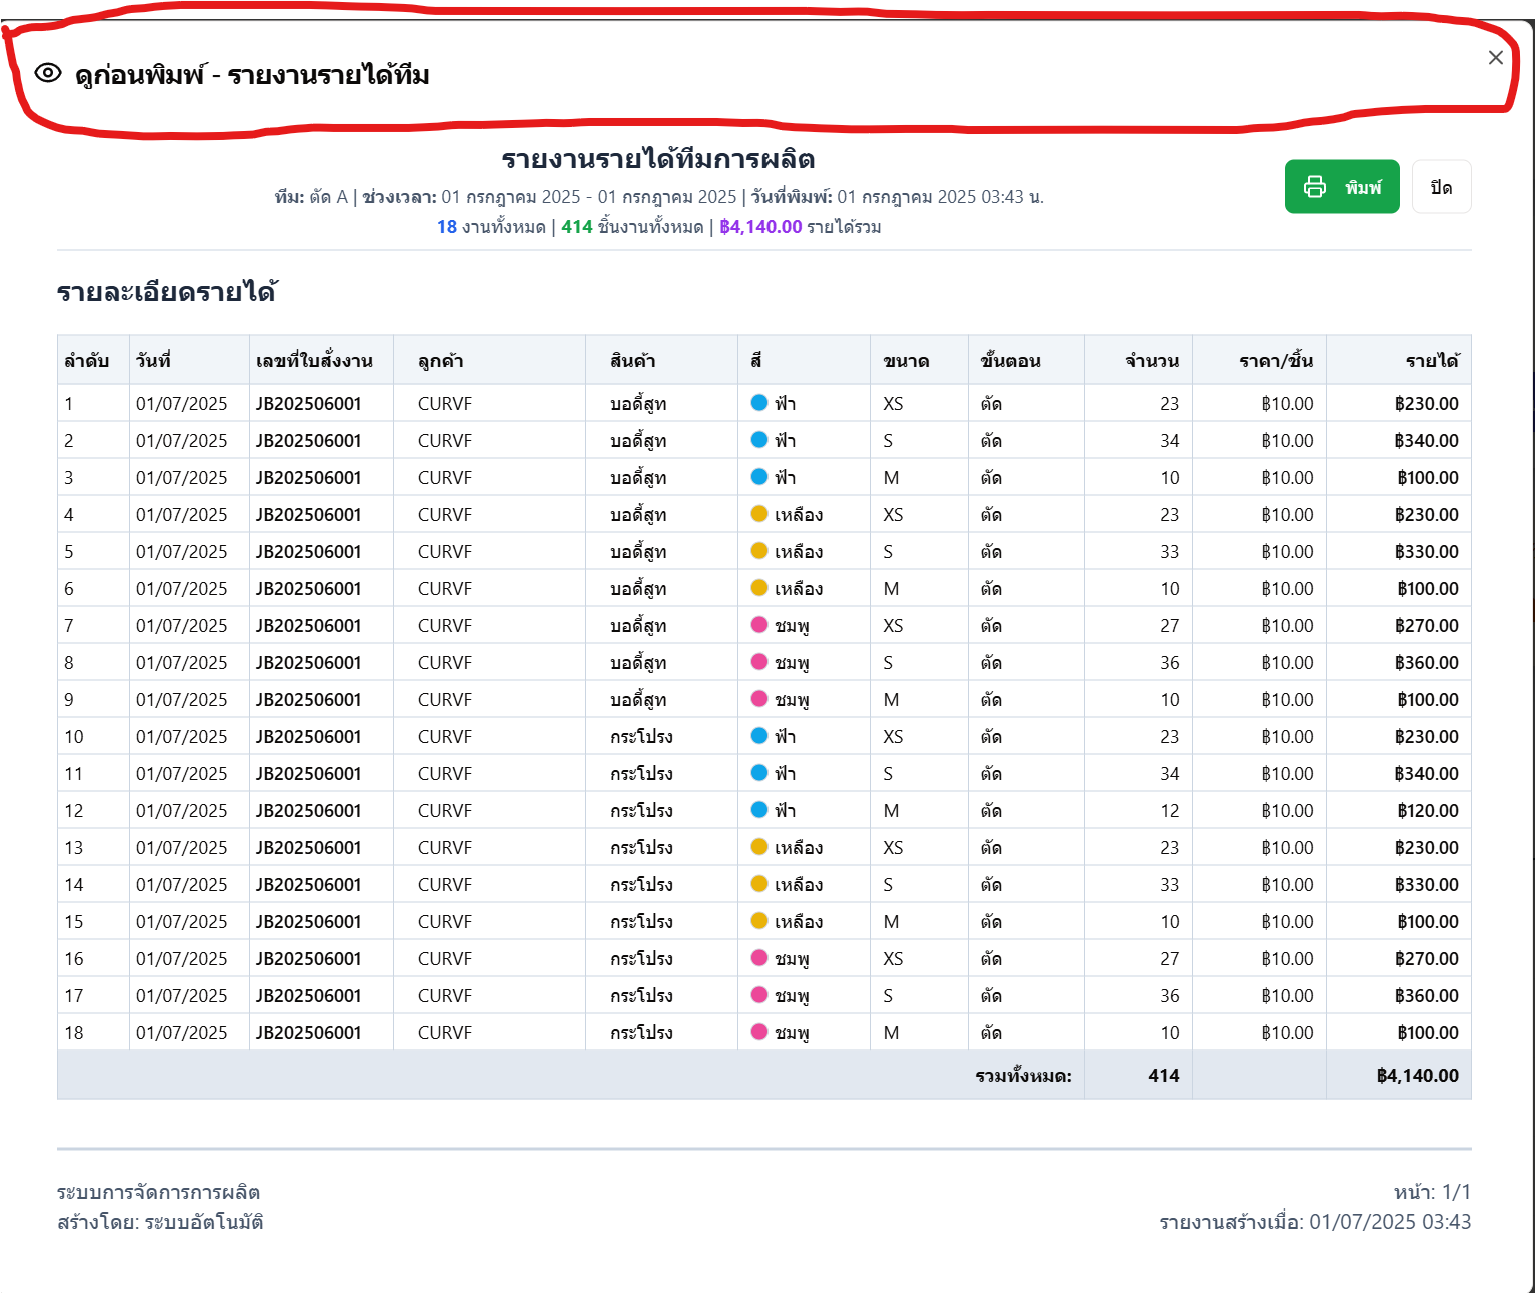 ดูก่อนพิมพ์ - รายงานรายได้ทีม
รายงานรายได้ทีมการผลิต
ทีม: ตัด A | ช่วงเวลา: 01 กรกฎาคม 2025 - 01 กรกฎาคม 2025 | วันที่พิมพ์: 01 กรกฎาคม 2025 03:43 น.
18 งานทั้งหมด | 414 ชิ้นงานทั้งหมด | ฿4,140.00 รายได้รวม
พิมพ์ ปิด
รายละเอียดรายได้
ลำดับ วันที่ เลขที่ใบสั่งงาน ลูกค้า สินค้า สี ขนาด ขั้นตอน จำนวน ราคา/ชิ้น รายได้
1 01/07/2025 JB202506001 CURVF บอดี้สูท ฟ้า XS ตัด 23 ฿10.00 ฿230.00
2 01/07/2025 JB202506001 CURVF บอดี้สูท ฟ้า S ตัด 34 ฿10.00 ฿340.00
3 01/07/2025 JB202506001 CURVF บอดี้สูท ฟ้า M ตัด 10 ฿10.00 ฿100.00
4 01/07/2025 JB202506001 CURVF บอดี้สูท เหลือง XS ตัด 23 ฿10.00 ฿230.00
5 01/07/2025 JB202506001 CURVF บอดี้สูท เหลือง S ตัด 33 ฿10.00 ฿330.00
6 01/07/2025 JB202506001 CURVF บอดี้สูท เหลือง M ตัด 10 ฿10.00 ฿100.00
7 01/07/2025 JB202506001 CURVF บอดี้สูท ชมพู XS ตัด 27 ฿10.00 ฿270.00
8 01/07/2025 JB202506001 CURVF บอดี้สูท ชมพู S ตัด 36 ฿10.00 ฿360.00
9 01/07/2025 JB202506001 CURVF บอดี้สูท ชมพู M ตัด 10 ฿10.00 ฿100.00
10 01/07/2025 JB202506001 CURVF กระโปรง ฟ้า XS ตัด 23 ฿10.00 ฿230.00
11 01/07/2025 JB202506001 CURVF กระโปรง ฟ้า S ตัด 34 ฿10.00 ฿340.00
12 01/07/2025 JB202506001 CURVF กระโปรง ฟ้า M ตัด 12 ฿10.00 ฿120.00
13 01/07/2025 JB202506001 CURVF กระโปรง เหลือง XS ตัด 23 ฿10.00 ฿230.00
14 01/07/2025 JB202506001 CURVF กระโปรง เหลือง S ตัด 33 ฿10.00 ฿330.00
15 01/07/2025 JB202506001 CURVF กระโปรง เหลือง M ตัด 10 ฿10.00 ฿100.00
16 01/07/2025 JB202506001 CURVF กระโปรง ชมพู XS ตัด 27 ฿10.00 ฿270.00
17 01/07/2025 JB202506001 CURVF กระโปรง ชมพู S ตัด 36 ฿10.00 ฿360.00
18 01/07/2025 JB202506001 CURVF กระโปรง ชมพู M ตัด 10 ฿10.00 ฿100.00
รวมทั้งหมด: 414 ฿4,140.00
ระบบการจัดการการผลิต หน้า: 1/1
สร้างโดย: ระบบอัตโนมัติ รายงานสร้างเมื่อ: 01/07/2025 03:43